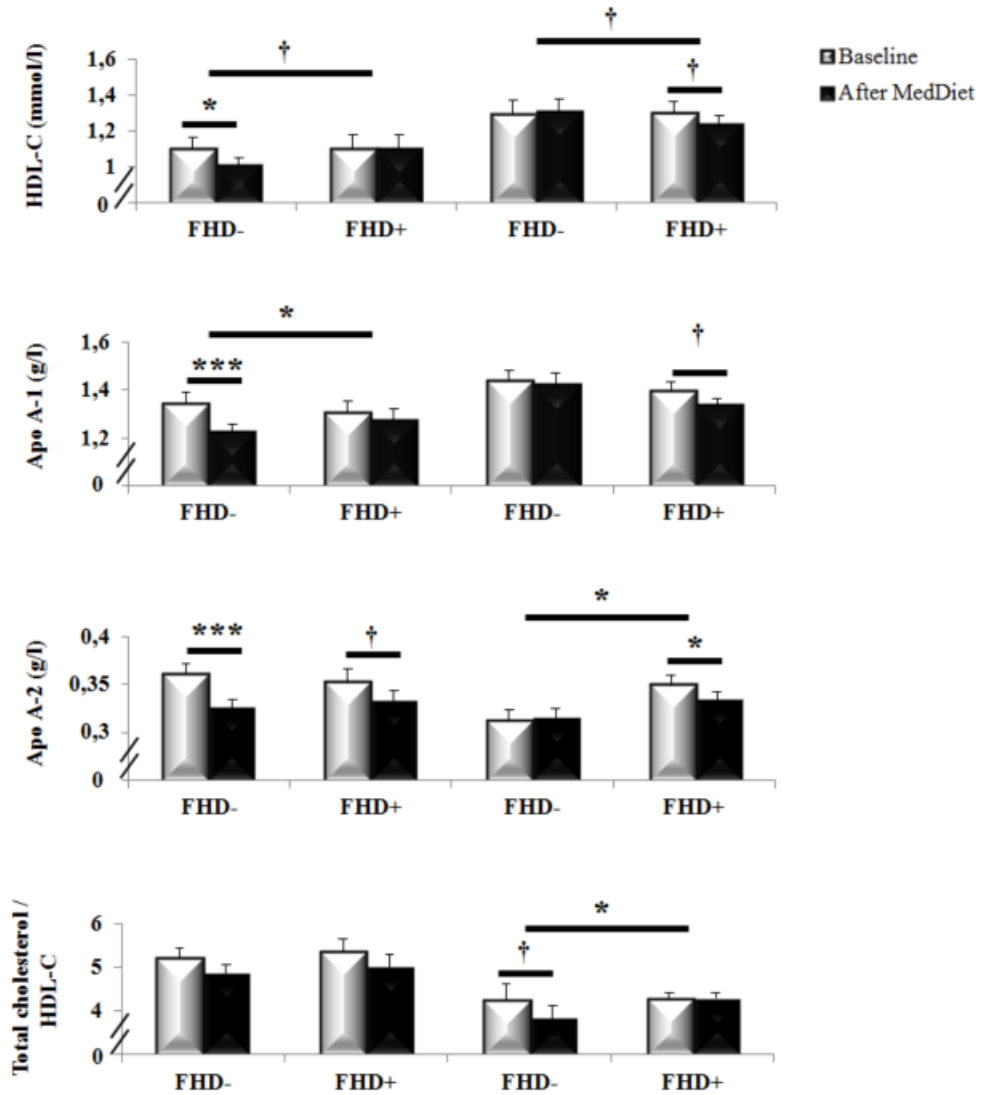 †
†
HDL-C (mmol/l)
1,6
1,4
1,2
1
0
*
†
Baseline
After MedDiet
FHD-
FHD+
FHD-
FHD+
Apo A-1 (g/l)
1,6
1,4
1,2
0
*
***
†
FHD-
FHD+
FHD-
FHD+
Apo A-2 (g/l)
0,4
0,35
0,3
0
***
†
*
*
FHD-
FHD+
FHD-
FHD+
Total cholesterol /
HDL-C
6
5
4
0
*
†
FHD-
FHD+
FHD-
FHD+